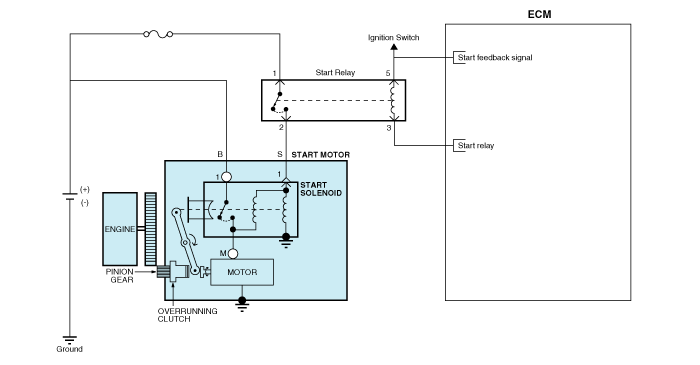 ECM
Ignition Switch
Start feedback signal
1
Start Relay
5
2
3
Start relay
B
S
START MOTOR
1
1
START
SOLENOID
(+)
(-)
ENGINE
M
PINION
GEAR
MOTOR
OVERRUNNING
CLUTCH
Ground